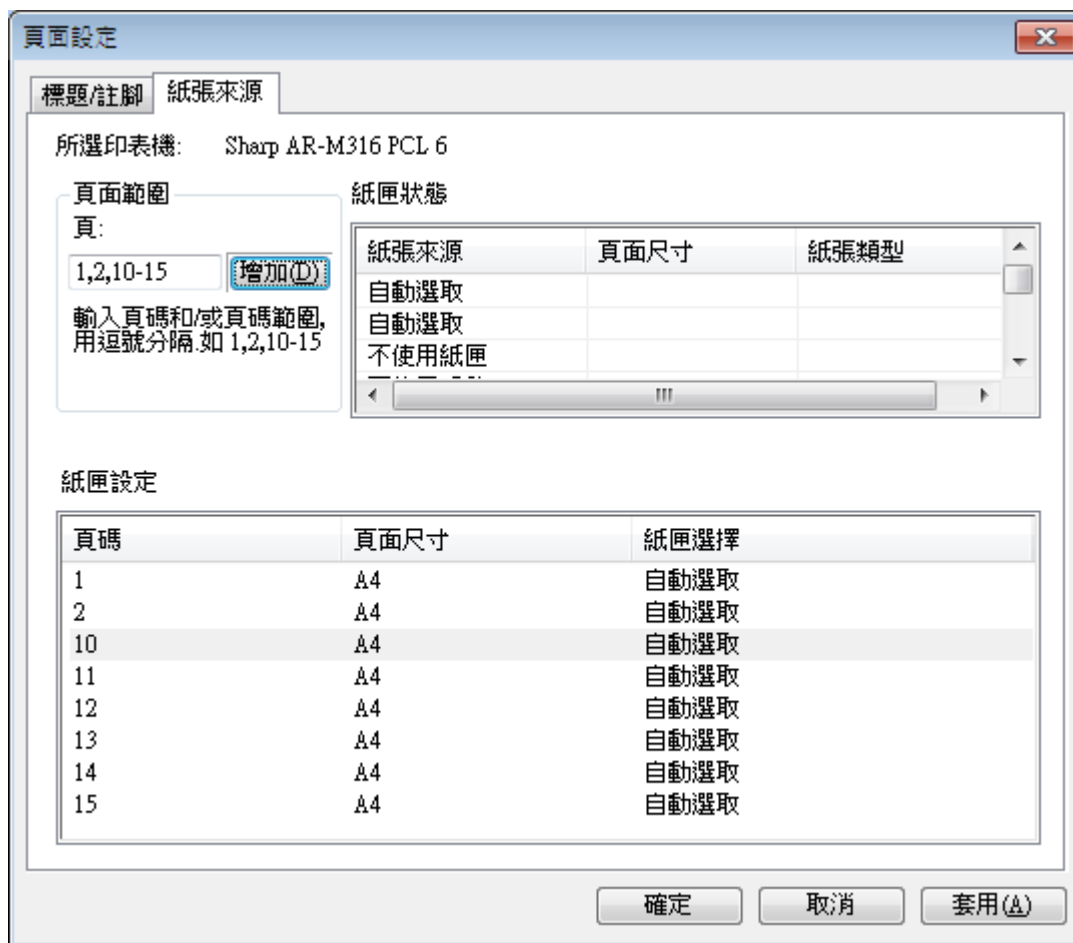 頁面設定
標題/註腳 紙張來源
所選印表機: Sharp AR-M316 PCL 6
頁面範圍
頁:
1,2,10-15 增加(D)
輸入頁碼和/或頁碼範圍,
用逗號分隔.如 1,2,10-15
紙匣狀態
紙張來源 頁面尺寸 紙張類型
自動選取
自動選取
不使用紙匣
紙匣設定
頁碼 頁面尺寸 紙匣選擇
1 A4 自動選取
2 A4 自動選取
10 A4 自動選取
11 A4 自動選取
12 A4 自動選取
13 A4 自動選取
14 A4 自動選取
15 A4 自動選取
確定 取消 套用(A)